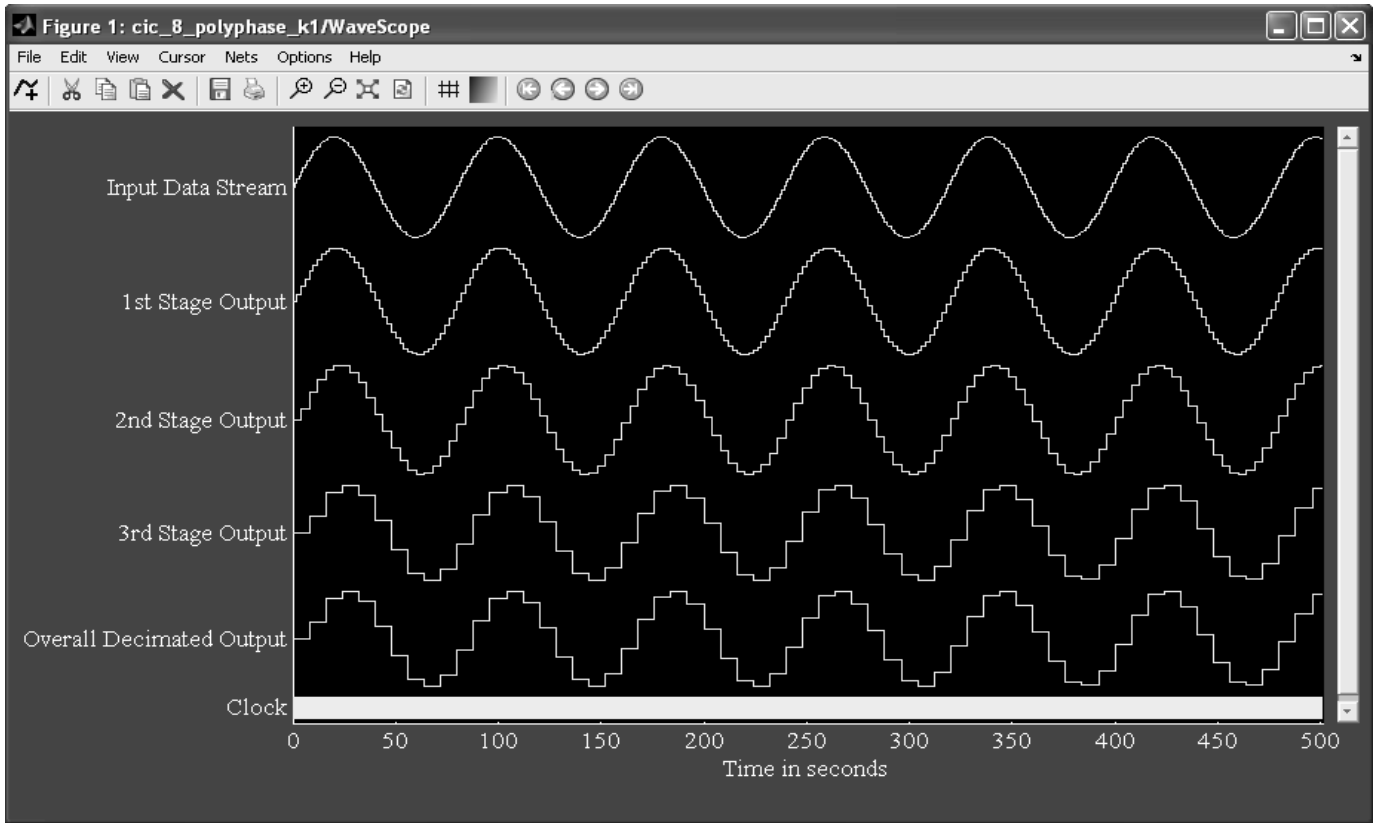 Figure 1: cic_8_polyphase_k1/WaveScope
File Edit View Cursor Nets Options Help
Input Data Stream
1st Stage Output
2nd Stage Output
3rd Stage Output
Overall Decimated Output
Clock
0 50 100 150 200 250 300 350 400 450 500
Time in seconds